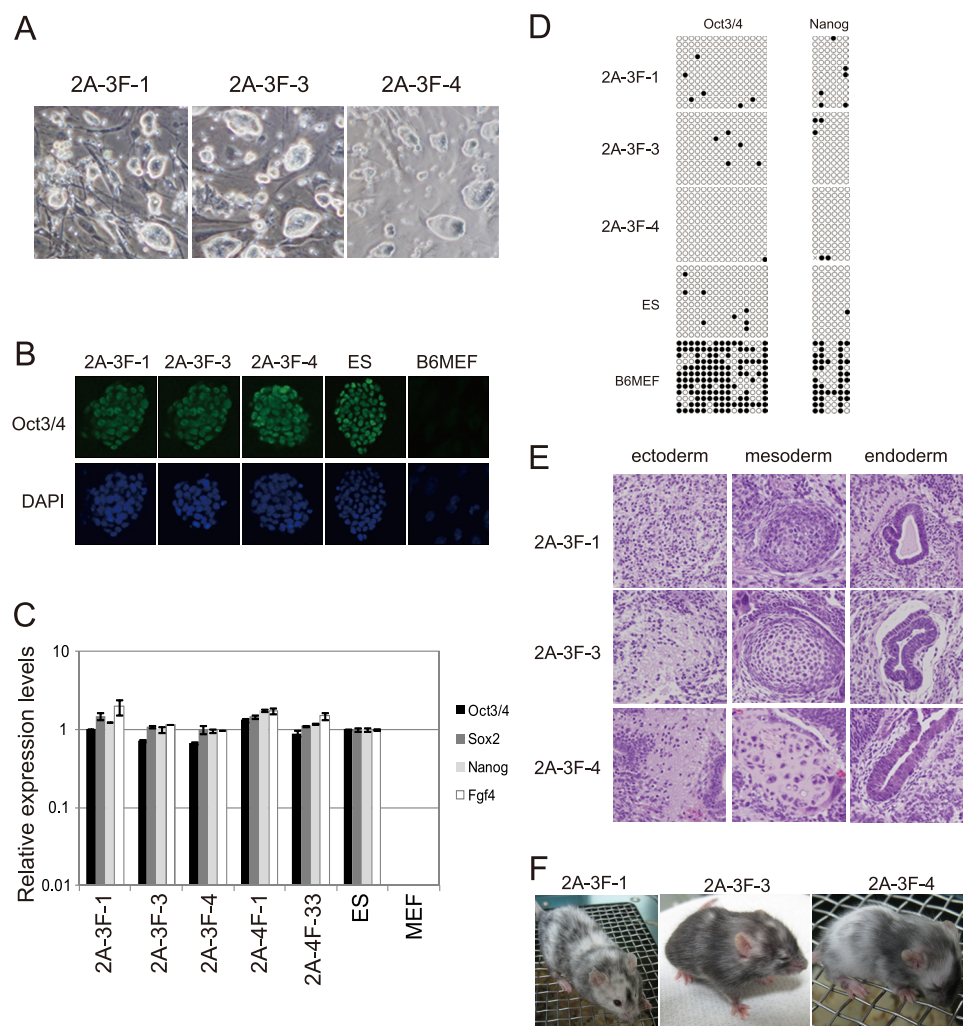 A
2A-3F-1 2A-3F-3 2A-3F-4
B
2A-3F-1 2A-3F-3 2A-3F-4 ES B6MEF
Oct3/4
DAPI
C
Relative expression levels
10
1
0.1
0.01
2A-3F-1 2A-3F-3 2A-3F-4 2A-4F-1 2A-4F-33 ES MEF
Oct3/4
Sox2
Nanog
Fgf4
D
Oct3/4 Nanog
2A-3F-1
2A-3F-3
2A-3F-4
ES
B6MEF
E
ectoderm mesoderm endoderm
2A-3F-1
2A-3F-3
2A-3F-4
F
2A-3F-1 2A-3F-3 2A-3F-4